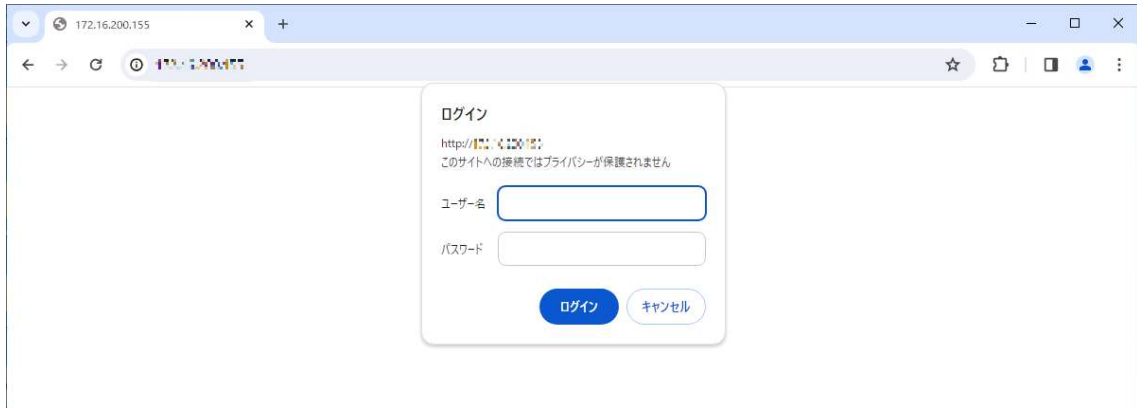 172.16.200.155
ログイン
http://
このサイトへの接続ではプライバシーが保護されません
ユーザー名
パスワード
ログイン
キャンセル